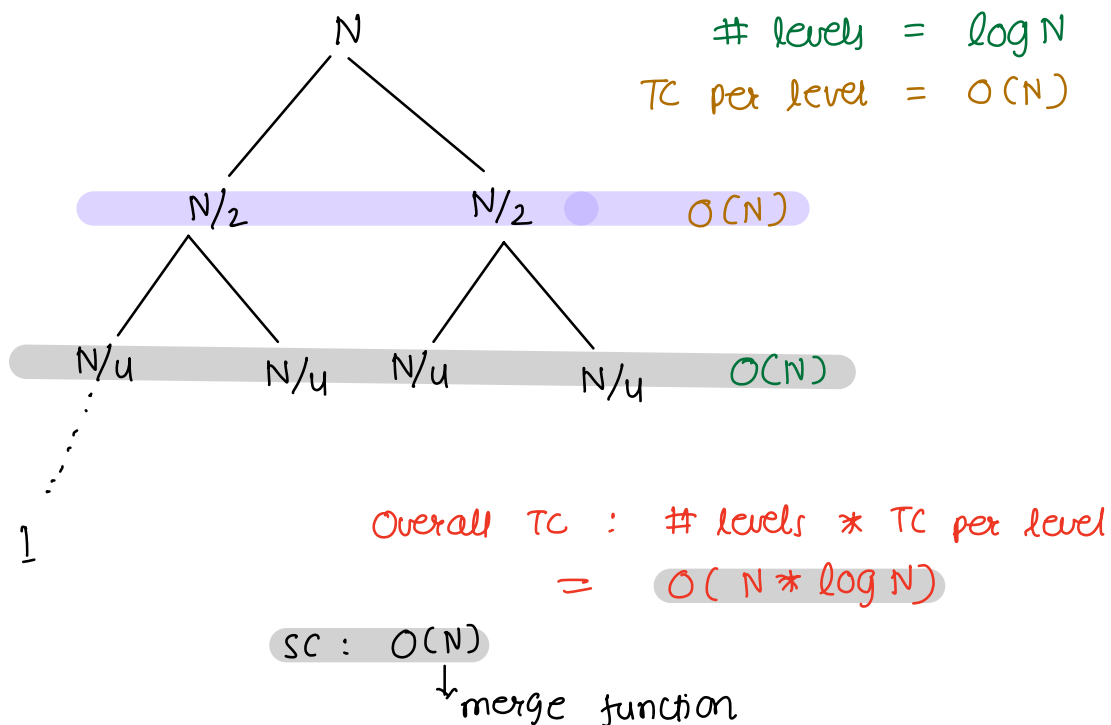 N
# levels = log N
TC per level = O(N)
N/2 N/2 O(N)
N/4 N/4 N/4 N/4 O(N)
1
Overall TC : # levels * TC per level
= O( N * log N)
SC : O(N)
merge function